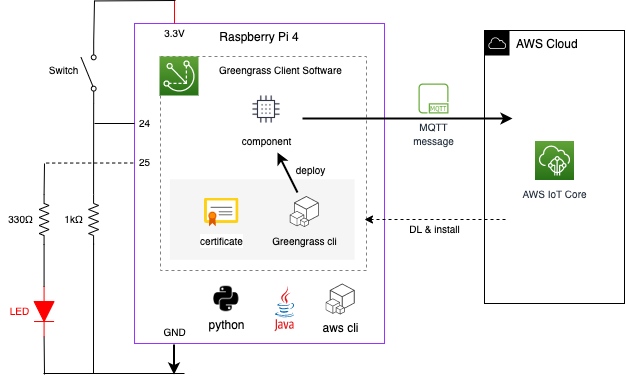 3.3V
Raspberry Pi 4
AWS Cloud
Switch
Greengrass Client Software
24
component
MQTT
MQTT
message
25
deploy
AWS IoT Core
330Ω
1kΩ
certificate
Greengrass cli
DL & install
LED
python
Java
aws cli
GND